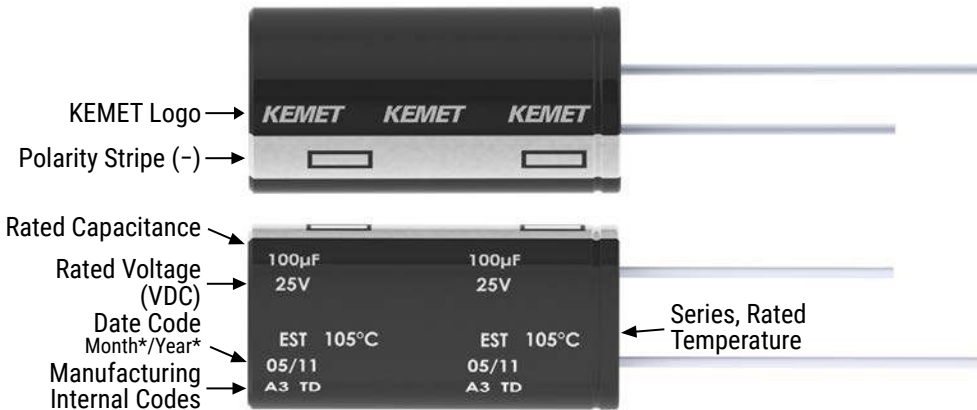 KEMET Logo
KEMET KEMET KEMET
Polarity Stripe (−)
Rated Capacitance
100µF 100µF
Rated Voltage
(VDC)
25V 25V
Date Code
Month*/Year*
EST 105°C EST 105°C
05/11 05/11
Manufacturing
Internal Codes
A3 TD A3 TD
Series, Rated
Temperature